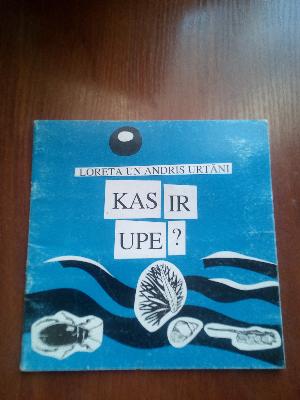 LORETA UN ANDRIS URTĀNI
KAS IR
UPE ?